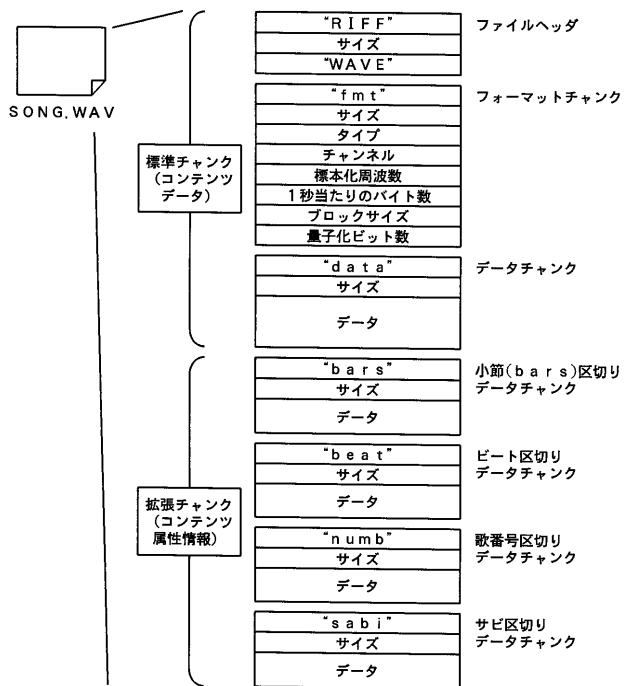 SONG.WAV
標準チャンク
(コンテンツ
データ)
“RIFF”
サイズ
“WAVE”
ファイルヘッダ
“fmt”
サイズ
タイプ
チャンネル
標本化周波数
1秒当たりのバイト数
ブロックサイズ
量子化ビット数
フォーマットチャンク
“data”
サイズ
データ
データチャンク
拡張チャンク
(コンテンツ
属性情報)
“bars”
サイズ
データ
小節(bars)区切り
データチャンク
“beat”
サイズ
データ
ビート区切り
データチャンク
“numb”
サイズ
データ
歌番号区切り
データチャンク
“sabi”
サイズ
データ
サビ区切り
データチャンク